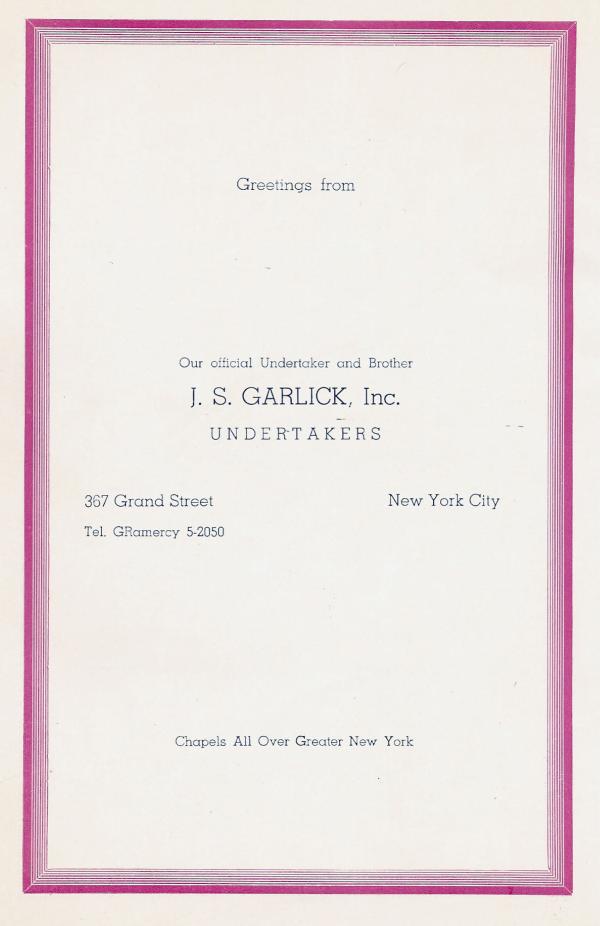 Greetings from
Our official Undertaker and Brother
J. S. GARLICK, Inc.
UNDERTAKERS
367 Grand Street New York City
Tel. GRamercy 5-2050
Chapels All Over Greater New York